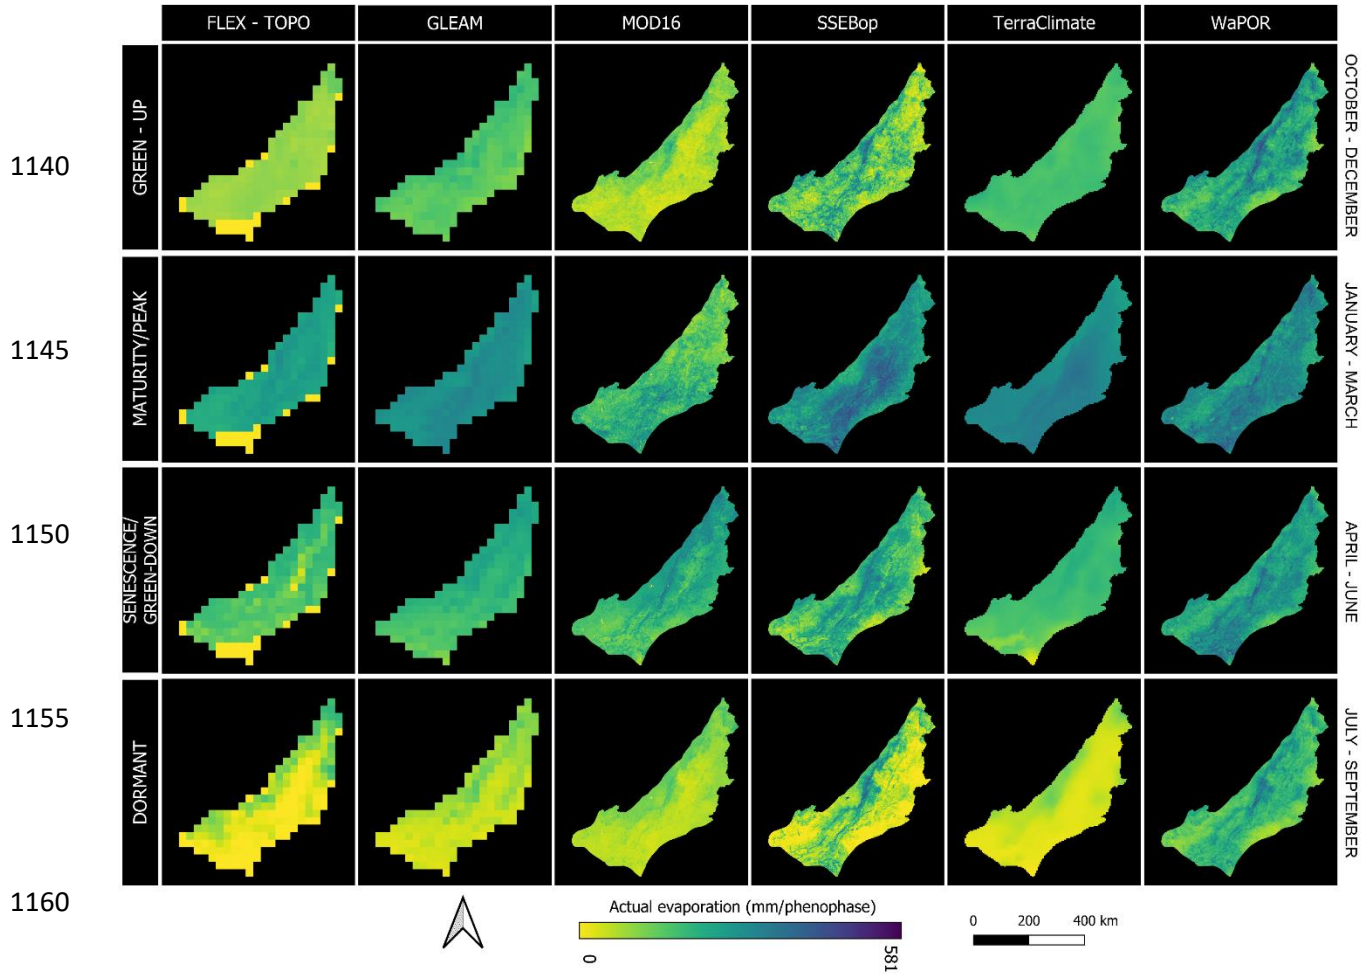 FLEX - TOPO GLEAM MOD16 SSEBop TerraClimate WaPOR
1140 GREEN - UP OCTOBER - DECEMBER
1145 MATURITY/PEAK JANUARY - MARCH
1150 SENESCENCE/
GREEN-DOWN APRIL - JUNE
1155 DORMANT JULY - SEPTEMBER
1160
Actual evaporation (mm/phenophase)
0 581
0 200 400 km